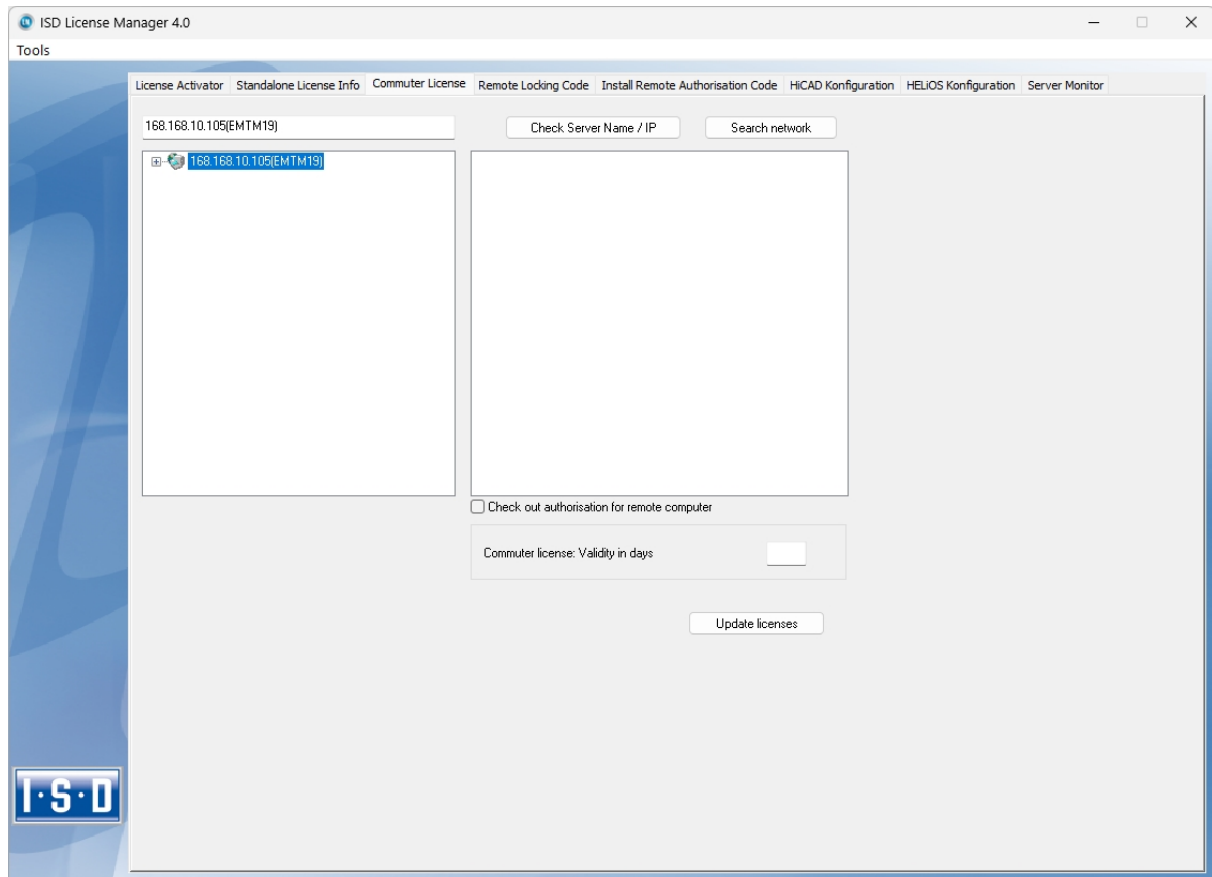 ISD License Manager 4.0
Tools
License Activator Standalone License Info Commuter License Remote Locking Code Install Remote Authorisation Code HiCAD Konfiguration HELiOS Konfiguration Server Monitor
168.168.10.105(EMTM19) Check Server Name / IP Search network
168.168.10.105(EMTM19)
Check out authorisation for remote computer
Commuter license: Validity in days
Update licenses
I·S·D